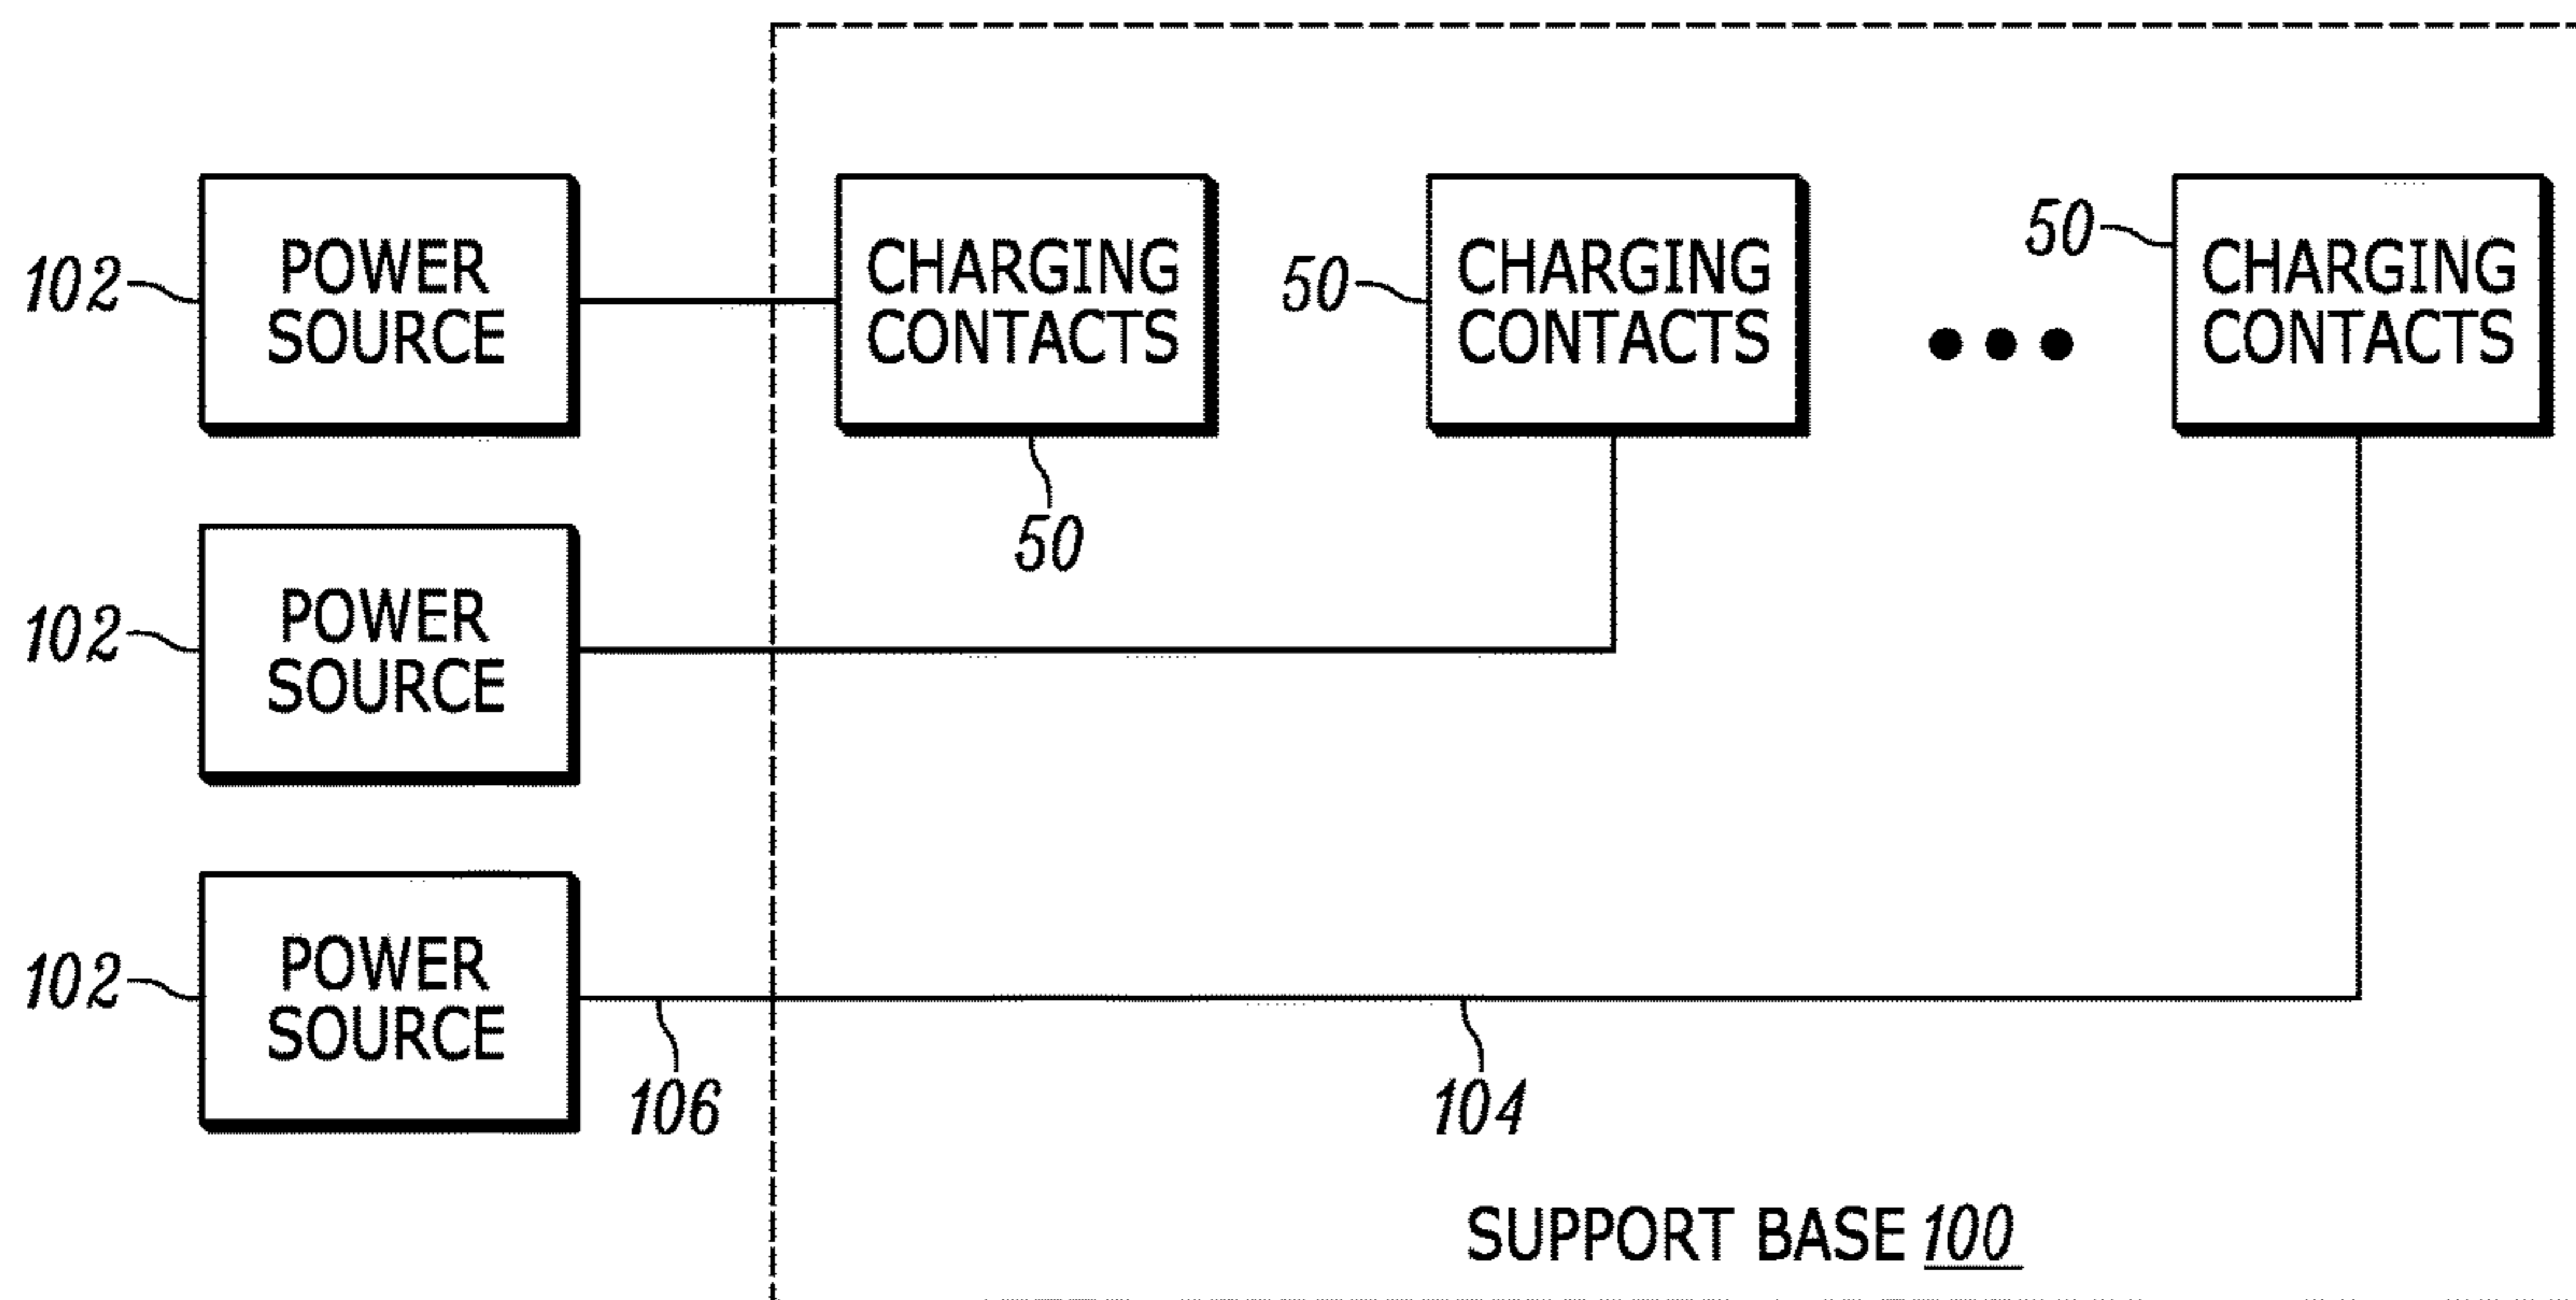 102
POWER
SOURCE
CHARGING
CONTACTS
50
50
CHARGING
CONTACTS
50
CHARGING
CONTACTS
102
POWER
SOURCE
102
POWER
SOURCE
106
104
SUPPORT BASE 100